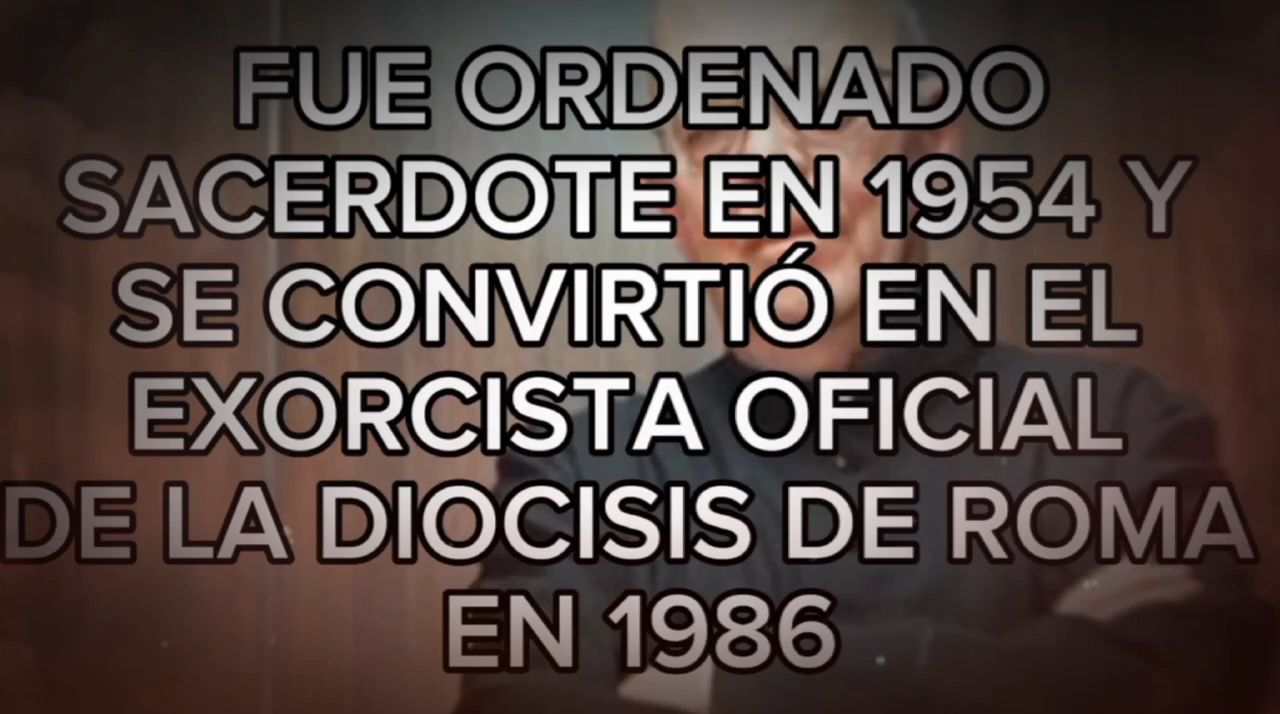 FUE ORDENADO
SACERDOTE EN 1954 Y
SE CONVIRTIÓ EN EL
EXORCISTA OFICIAL
DE LA DIOCISIS DE ROMA
EN 1986